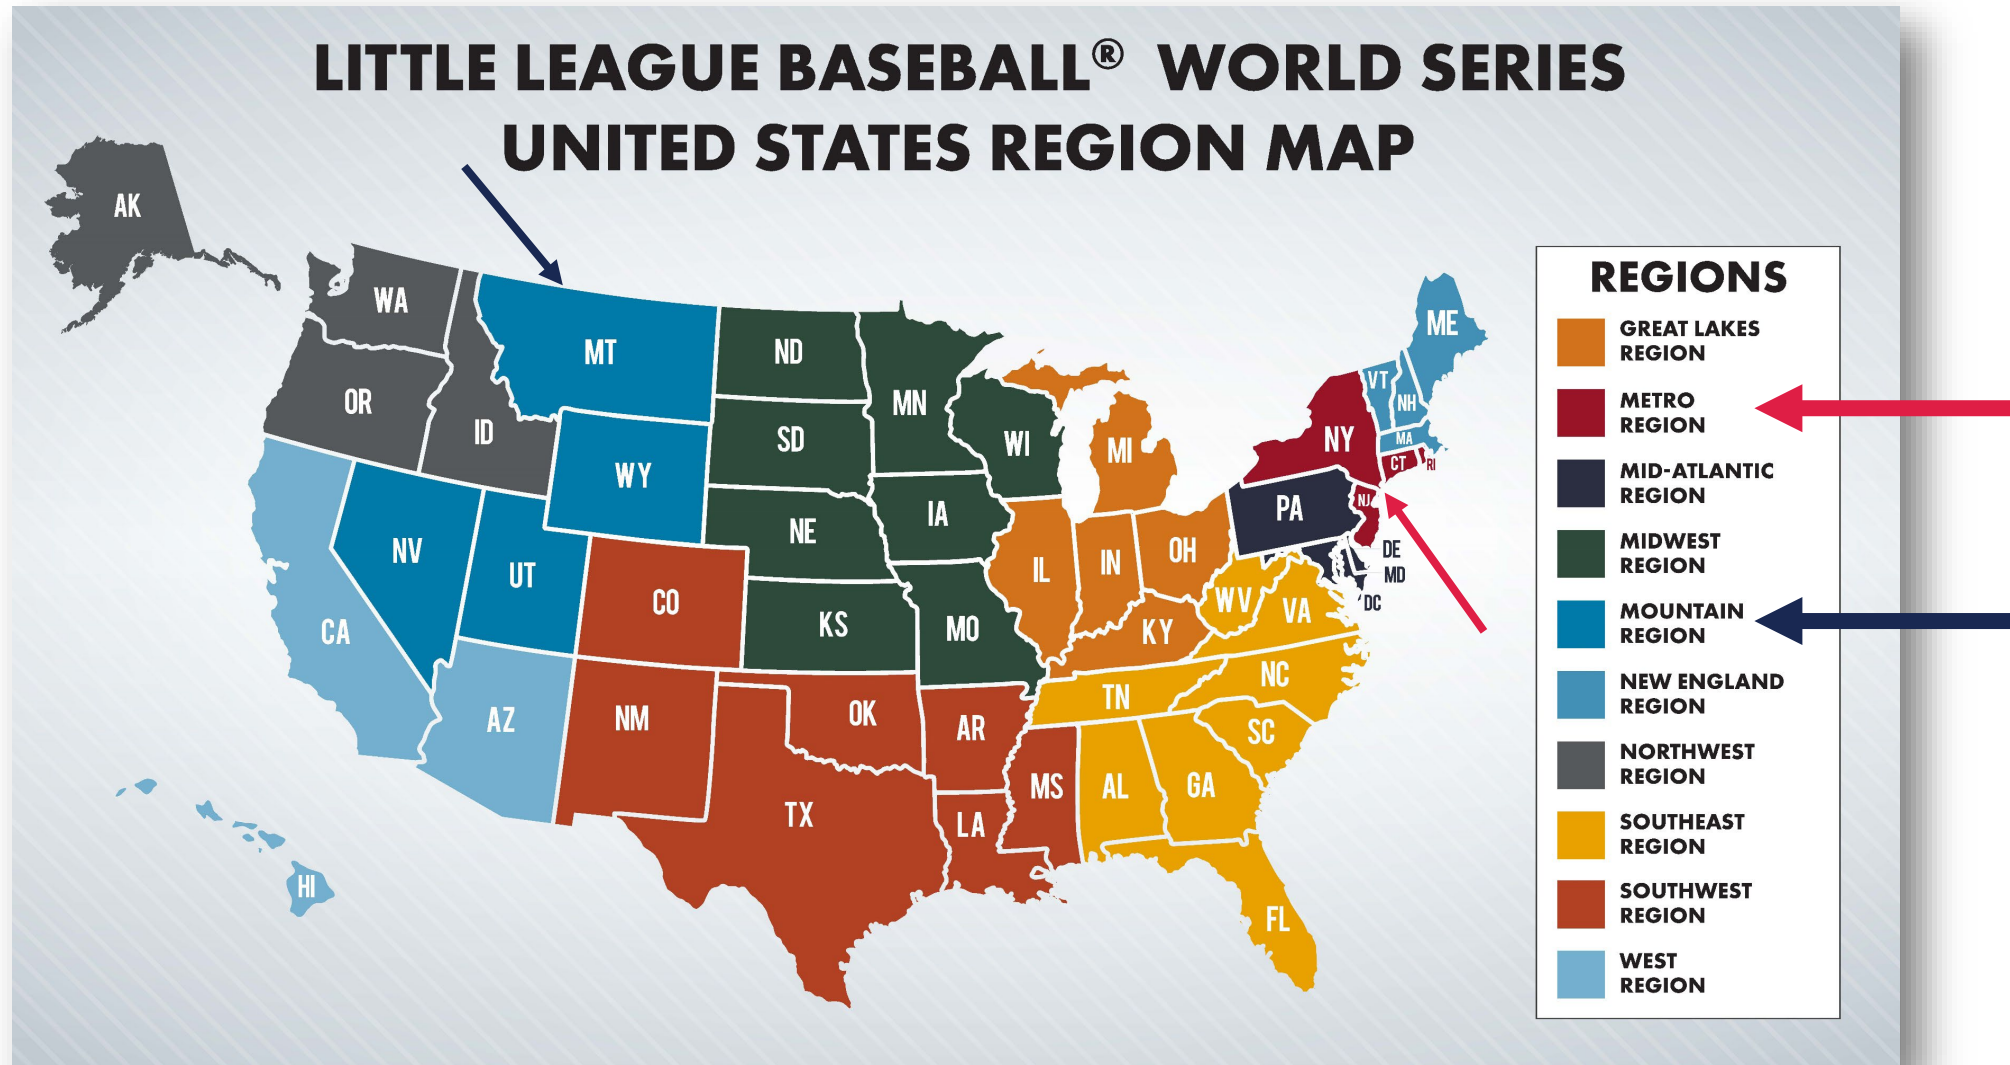 LITTLE LEAGUE BASEBALL® WORLD SERIES
UNITED STATES REGION MAP
AK
WA
OR
ID
MT
WY
NV
UT
CA
AZ
HI
CO
NM
TX
OK
AR
LA
MS
ND
SD
NE
KS
MN
IA
MO
WI
IL
IN
OH
MI
KY
TN
WV
VA
NC
SC
AL
GA
FL
PA
DE
MD
DC
NY
NJ
CT
RI
MA
VT
NH
ME
REGIONS
GREAT LAKES
REGION
METRO
REGION
MID-ATLANTIC
REGION
MIDWEST
REGION
MOUNTAIN
REGION
NEW ENGLAND
REGION
NORTHWEST
REGION
SOUTHEAST
REGION
SOUTHWEST
REGION
WEST
REGION